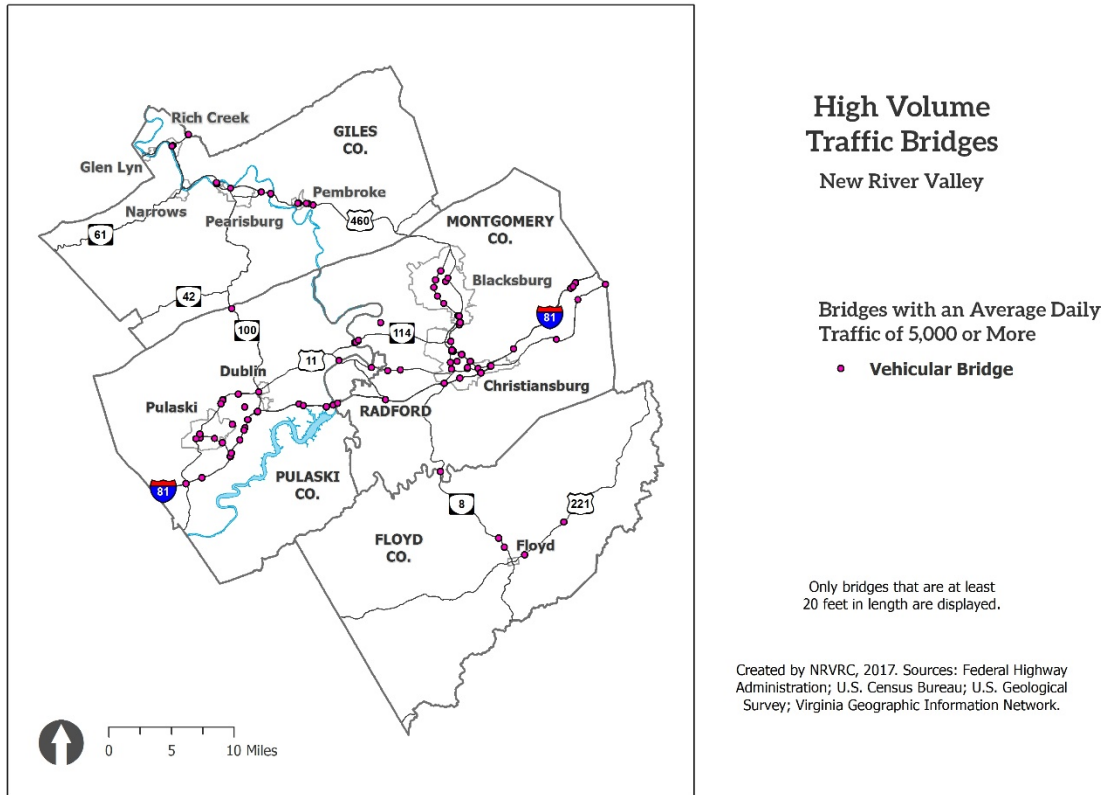 High Volume
Traffic Bridges
New River Valley
Bridges with an Average Daily
Traffic of 5,000 or More
Vehicular Bridge
Only bridges that are at least
20 feet in length are displayed.
Created by NRVRC, 2017. Sources: Federal Highway
Administration; U.S. Census Bureau; U.S. Geological
Survey; Virginia Geographic Information Network.
Rich Creek
GILES
CO.
Glen Lyn
Narrows
Pearisburg
Pembroke
460
61
MONTGOMERY
CO.
Blacksburg
42
100
81
114
11
Dublin
Christiansburg
Pulaski
RADFORD
81
PULASKI
CO.
8
221
FLOYD
CO.
Floyd
0 5 10 Miles